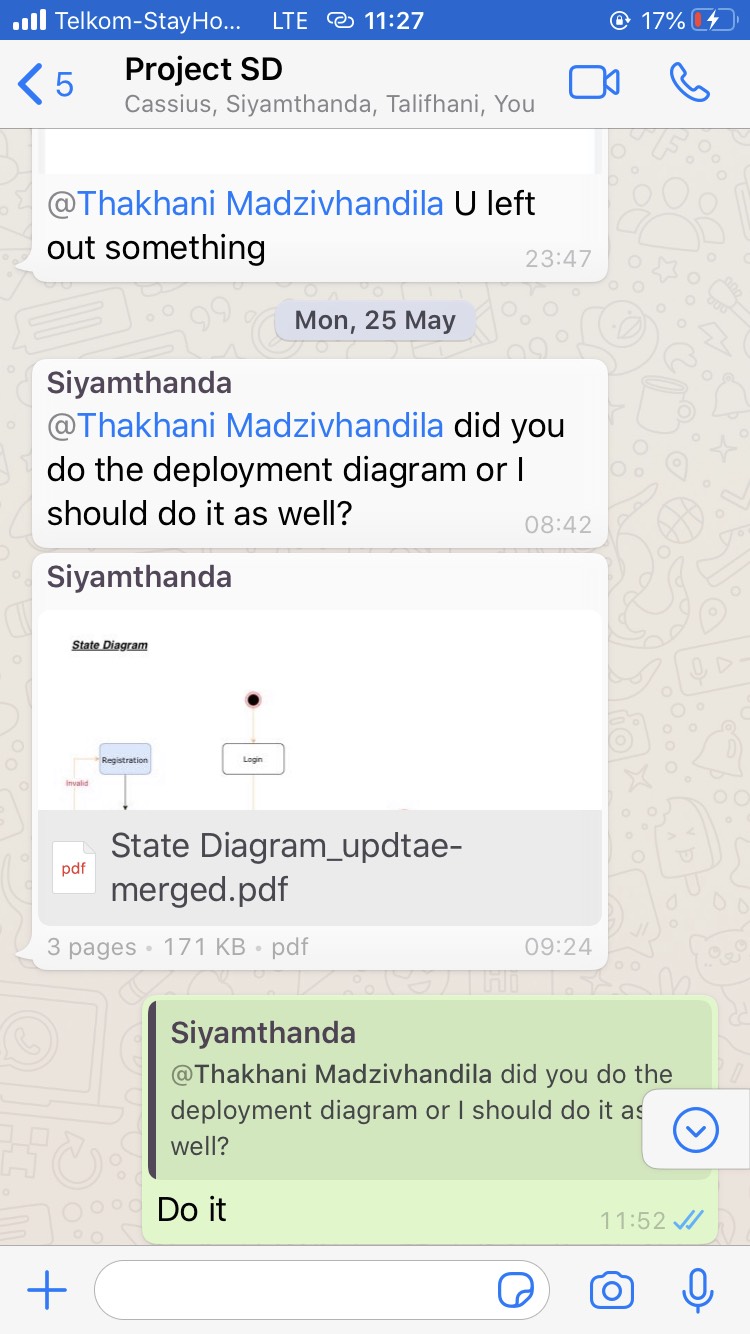 Telkom-StayHo... LTE 11:27 17%
5
Project SD
Cassius, Siyamthanda, Talifhani, You
@Thakhani Madzivhandila U left
out something
23:47
Mon, 25 May
Siyamthanda
@Thakhani Madzivhandila did you
do the deployment diagram or I
should do it as well?
08:42
Siyamthanda
State Diagram
Registration
Login
Invalid
pdf
State Diagram_updtae-
merged.pdf
3 pages • 171 KB • pdf
09:24
Siyamthanda
@Thakhani Madzivhandila did you do the
deployment diagram or I should do it as
well?
Do it
11:52